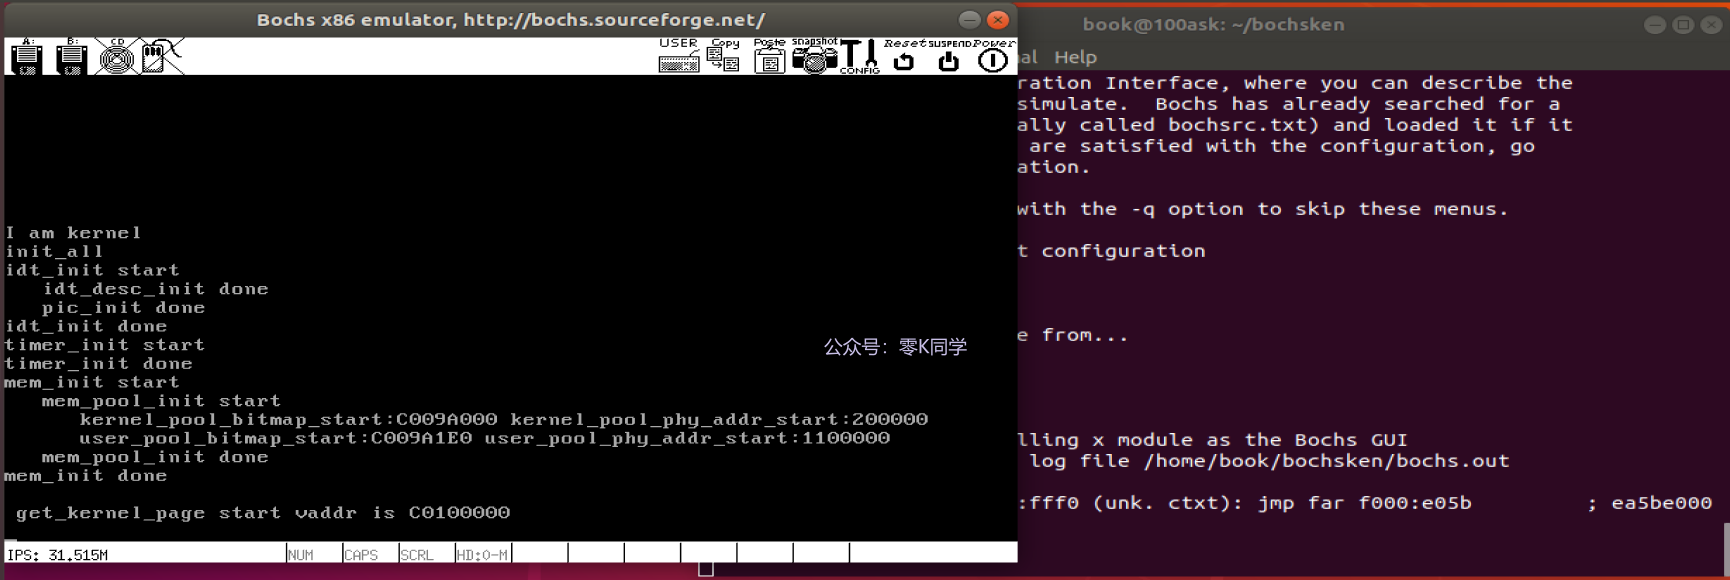 Bochs x86 emulator, http://bochs.sourceforge.net/
A: B: CD USER Copy Paste snapshot CONFIG Reset SUSPEND Power
I am kernel
init_all
idt_init start
idt_desc_init done
pic_init done
idt_init done
timer_init start
timer_init done
mem_init start
mem_pool_init start
kernel_pool_bitmap_start:C009A000 kernel_pool_phy_addr_start:200000
user_pool_bitmap_start:C009A1E0 user_pool_phy_addr_start:1100000
mem_pool_init done
mem_init done
get_kernel_page start vaddr is C0100000
公众号：零K同学
IPS: 31.515M NUM CAPS SCRL HD:0-M
book@100ask: ~/bochsken
al Help
ration Interface, where you can describe the
simulate.  Bochs has already searched for a
ally called bochsrc.txt) and loaded it if it
are satisfied with the configuration, go
ation.
with the -q option to skip these menus.
t configuration
e from...
lling x module as the Bochs GUI
log file /home/book/bochsken/bochs.out
:fff0 (unk. ctxt): jmp far f000:e05b ; ea5be000